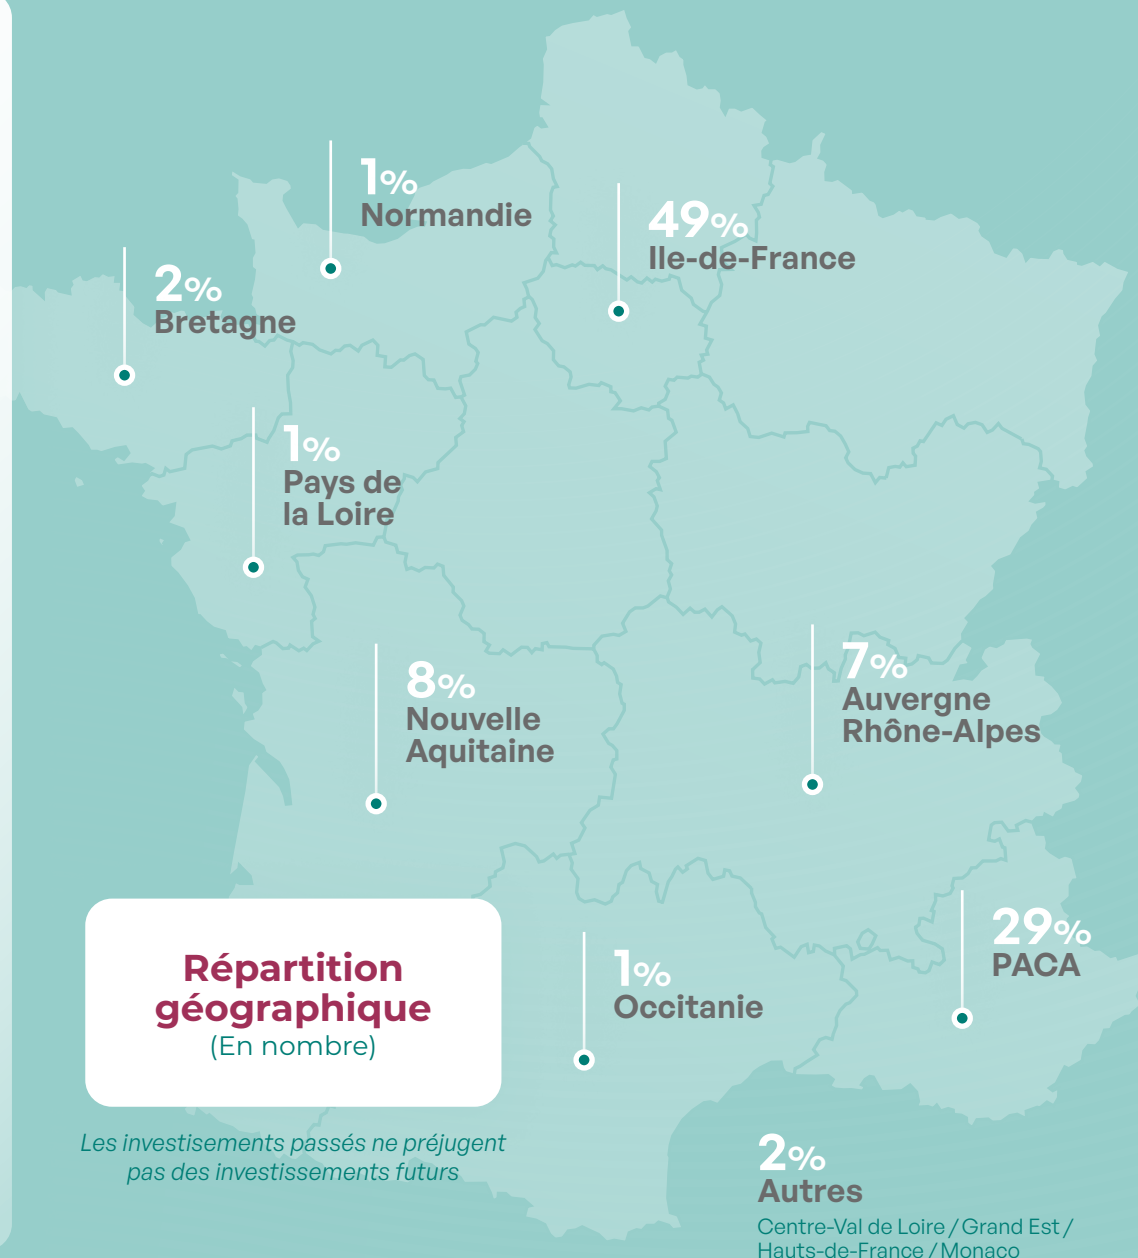 1%
Normandie
49%
Ile-de-France
2%
Bretagne
1%
Pays de
la Loire
8%
Nouvelle
Aquitaine
7%
Auvergne
Rhône-Alpes
29%
PACA
1%
Occitanie
Répartition
géographique
(En nombre)
Les investisements passés ne préjugent
pas des investissements futurs
2%
Autres
Centre-Val de Loire / Grand Est /
Hauts-de-France / Monaco